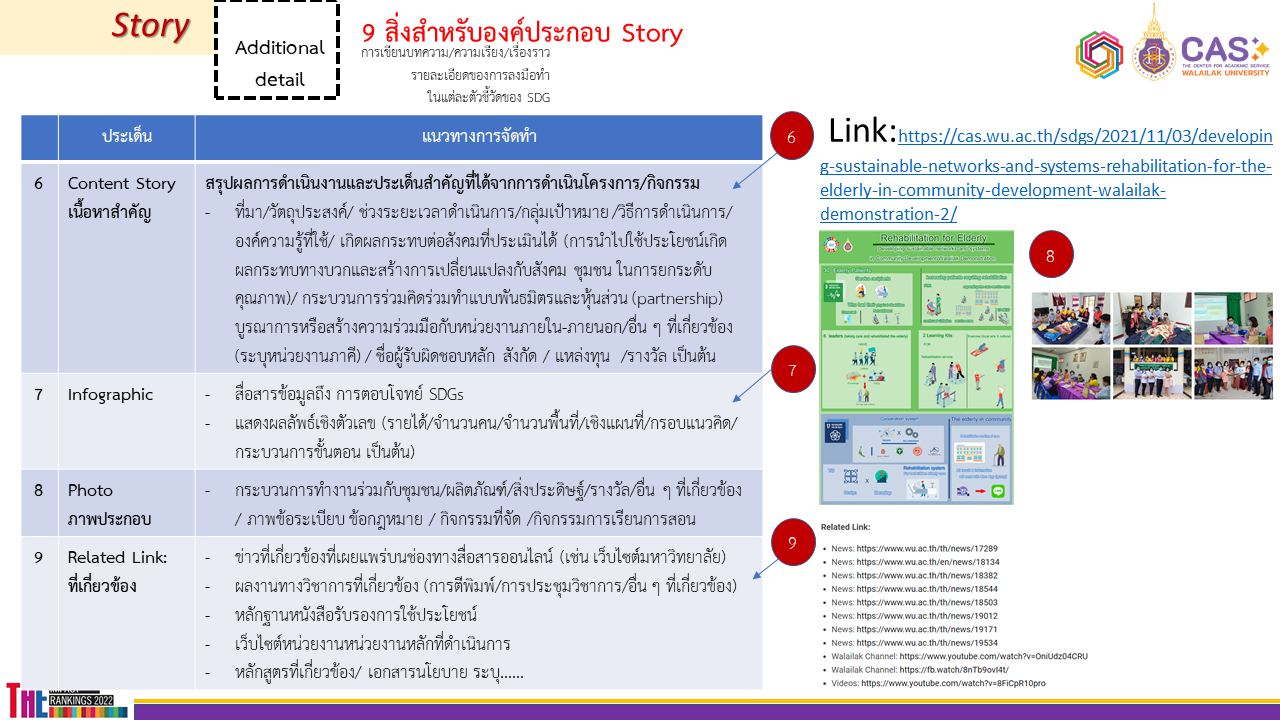 Story
Additional
detail
9 สิ่งสำหรับองค์ประกอบ Story
การเขียนบทความ/ความเรียง/เรื่องราว
รายละเอียดของการลงมือทำ
ในแต่ละตัวชี้วัดของ SDG
CAS
THE CENTER FOR ACADEMIC SERVICE
WALAILAK UNIVERSITY
ประเด็น
แนวทางการจัดทำ
6
Content Story
เนื้อหาสำคัญ
สรุปผลการดำเนินงานและประเด็นสำคัญที่ได้จากการดำเนินโครงการ/กิจกรรม
- ที่มา/วัตถุประสงค์/ ช่วงระยะเวลาดำเนินการ/กลุ่มเป้าหมาย /วิธีการดำเนินการ/
องค์ความรู้ที่ใช้/ เกิดผลกระทบต่อสังคมที่ประเมินได้ (การนำไปใช้ประโยชน์เกิด
ผลกระทบทางบวกและสร้างการเปลี่ยนแปลงกับสังคม ชุมชน ในการยกระดับ
คุณภาพ)// กระบวนการร่วมคิดร่วมทำแบบพันธมิตรและหุ้นส่วน (partnership)
บูรณาการหรือสร้างความร่วมมือกับหน่วยงานภายใน-ภายนอก/อื่น ๆ ที่เกี่ยวข้อง
(ระบุหน่วยงานภาคี) / ชื่อผู้รับผิดชอบหลัก สังกัด / แหล่งทุน /รางวัล เป็นต้น
7
Infographic
- สื่อสารข้อมูลถึง การตอบโจทย์ SDGs
- แสดงผลลัพธ์เชิงตัวเลข (รายได้/จำนวนคน/จำนวนพื้นที่/เชิงแผนที่/กรอบแนวคิด/
กระบวนการขั้นตอน เป็นต้น)
8
Photo
ภาพประกอบ
- กระบวนการทำงานร่วมกับชุมชน/ผลิตภัณฑ์/สิ่งประดิษฐ์/รางวัล/อื่น ๆ ที่เกี่ยวข้อง
/ ภาพข้อระเบียบ ข้อกฎหมาย / กิจกรรมที่จัด /กิจกรรมการเรียนการสอน
9
Related Link:
ที่เกี่ยวข้อง
- ข่าวที่เกี่ยวข้องที่เผยแพร่บนช่องทางสื่อสารออนไลน์ (เช่น เว็บไซต์มหาวิทยาลัย)
- ผลงานทางวิชาการที่เกี่ยวข้อง (การตีพิมพ์/การประชุมวิชาการ/อื่น ๆ ที่เกี่ยวข้อง)
- หลักฐานหนังสือรับรองการใช้ประโยชน์
- เว็บไซต์หน่วยงานหน่วยงานหลักที่ดำเนินการ
- หลักสูตรที่เกี่ยวข้อง/ เอกสารนโยบาย ระบุ......
6
Link:https://cas.wu.ac.th/sdgs/2021/11/03/developin
g-sustainable-networks-and-systems-rehabilitation-for-the-
elderly-in-community-development-walailak-
demonstration-2/
Rehabilitation for Elderly
Developing sustainable networks and systems
in Community Development Walailak Demonstration
8
7
9
Related Link:
• News: https://www.wu.ac.th/th/news/17289
• News: https://www.wu.ac.th/en/news/18134
• News: https://www.wu.ac.th/th/news/18382
• News: https://www.wu.ac.th/th/news/18544
• News: https://www.wu.ac.th/th/news/18503
• News: https://www.wu.ac.th/th/news/19012
• News: https://www.wu.ac.th/th/news/19171
• News: https://www.wu.ac.th/th/news/19534
• Walailak Channel: https://www.youtube.com/watch?v=OniUdz04CRU
• Walailak Channel: https://fb.watch/8nTb9ovI4t/
• Videos: https://www.youtube.com/watch?v=8FiCpR10pro
THE IMPACT
RANKINGS 2022